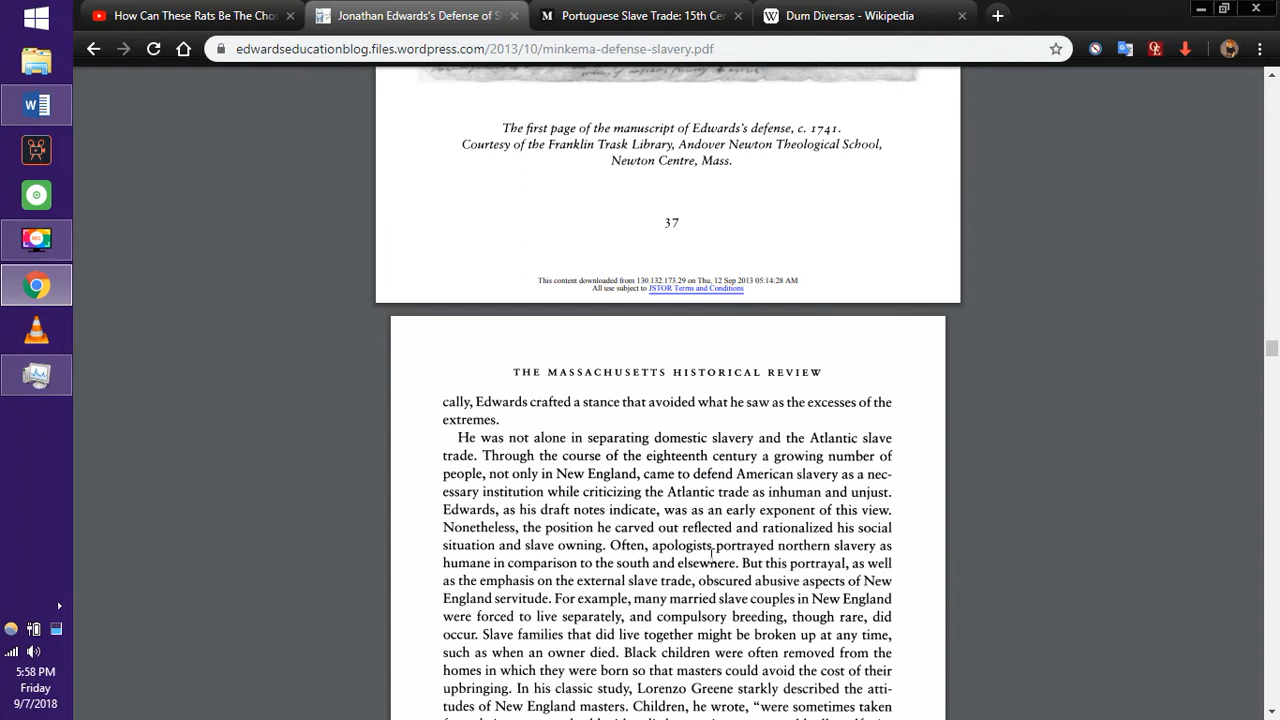 How Can These Rats Be The Cho
Jonathan Edwards's Defense of S
Portuguese Slave Trade: 15th Ce
Dum Diversas - Wikipedia
edwardseducationblog.files.wordpress.com/2013/10/minkema-defense-slavery.pdf
The first page of the manuscript of Edwards's defense, c. 1741.
Courtesy of the Franklin Trask Library, Andover Newton Theological School,
Newton Centre, Mass.
37
This content downloaded from 130.132.173.29 on Thu, 12 Sep 2013 05:14:28 AM
All use subject to JSTOR Terms and Conditions
THE MASSACHUSETTS HISTORICAL REVIEW
cally, Edwards crafted a stance that avoided what he saw as the excesses of the
extremes.
He was not alone in separating domestic slavery and the Atlantic slave
trade. Through the course of the eighteenth century a growing number of
people, not only in New England, came to defend American slavery as a nec-
essary institution while criticizing the Atlantic trade as inhuman and unjust.
Edwards, as his draft notes indicate, was as an early exponent of this view.
Nonetheless, the position he carved out reflected and rationalized his social
situation and slave owning. Often, apologists portrayed northern slavery as
humane in comparison to the south and elsewhere. But this portrayal, as well
as the emphasis on the external slave trade, obscured abusive aspects of New
England servitude. For example, many married slave couples in New England
were forced to live separately, and compulsory breeding, though rare, did
occur. Slave families that did live together might be broken up at any time,
such as when an owner died. Black children were often removed from the
homes in which they were born so that masters could avoid the cost of their
upbringing. In his classic study, Lorenzo Greene starkly described the atti-
tudes of New England masters. Children, he wrote, “were sometimes taken
5:58 PM
Friday
9/7/2018